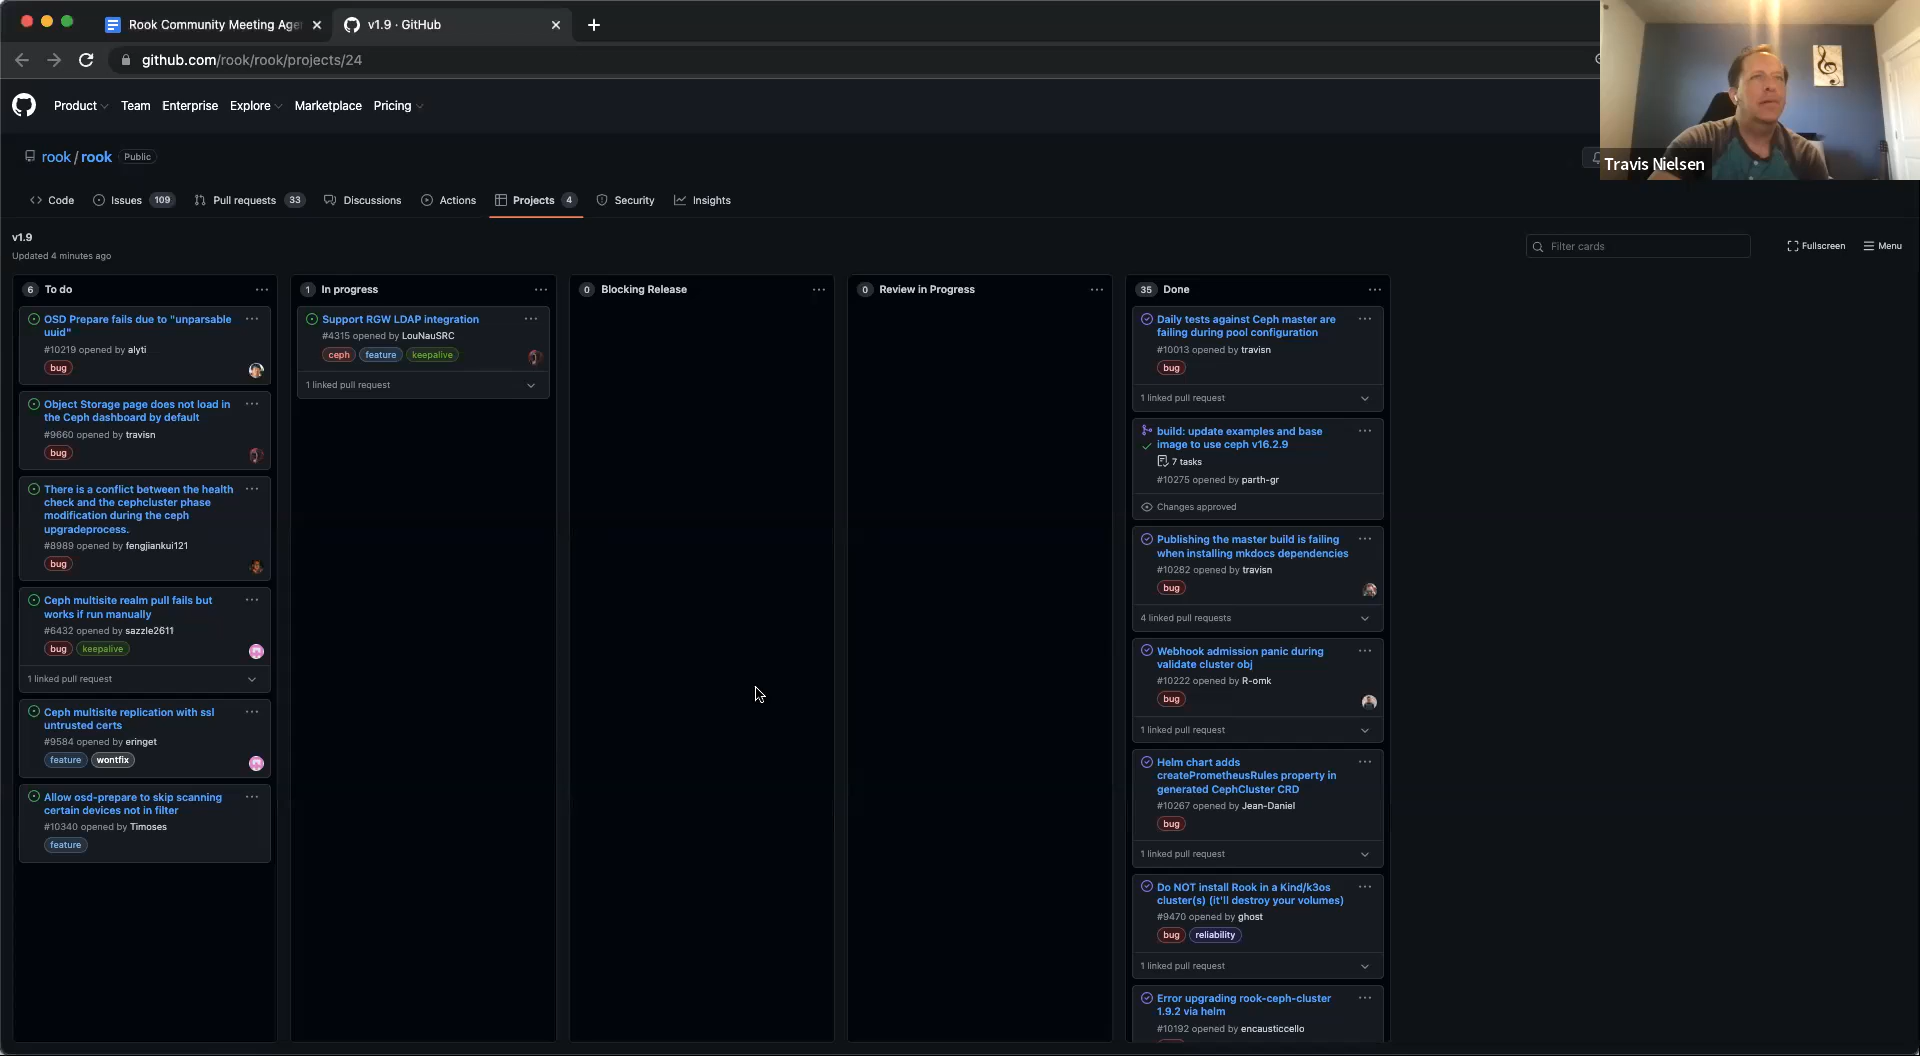 Rook Community Meeting Age
v1.9 · GitHub
github.com/rook/rook/projects/24
Product
Team
Enterprise
Explore
Marketplace
Pricing
rook / rook
Public
Travis Nielsen
Code
Issues 109
Pull requests 33
Discussions
Actions
Projects 4
Security
Insights
v1.9
Updated 4 minutes ago
Filter cards
Fullscreen
Menu
6 To do
OSD Prepare fails due to "unparsable
uuid"
#10219 opened by alyti
bug
Object Storage page does not load in
the Ceph dashboard by default
#9660 opened by travisn
bug
There is a conflict between the health
check and the cephcluster phase
modification during the ceph
upgradeprocess.
#8989 opened by fengjiankui121
bug
Ceph multisite realm pull fails but
works if run manually
#6432 opened by sazzle2611
bug keepalive
1 linked pull request
Ceph multisite replication with ssl
untrusted certs
#9584 opened by eringet
feature wontfix
Allow osd-prepare to skip scanning
certain devices not in filter
#10340 opened by Timoses
feature
1 In progress
Support RGW LDAP integration
#4315 opened by LouNauSRC
ceph feature keepalive
1 linked pull request
0 Blocking Release
0 Review in Progress
35 Done
Daily tests against Ceph master are
failing during pool configuration
#10013 opened by travisn
bug
1 linked pull request
build: update examples and base
image to use ceph v16.2.9
7 tasks
#10275 opened by parth-gr
Changes approved
Publishing the master build is failing
when installing mkdocs dependencies
#10282 opened by travisn
bug
4 linked pull requests
Webhook admission panic during
validate cluster obj
#10222 opened by R-omk
bug
1 linked pull request
Helm chart adds
createPrometheusRules property in
generated CephCluster CRD
#10267 opened by Jean-Daniel
bug
1 linked pull request
Do NOT install Rook in a Kind/k3os
cluster(s) (it'll destroy your volumes)
#9470 opened by ghost
bug reliability
1 linked pull request
Error upgrading rook-ceph-cluster
1.9.2 via helm
#10192 opened by encausticcello